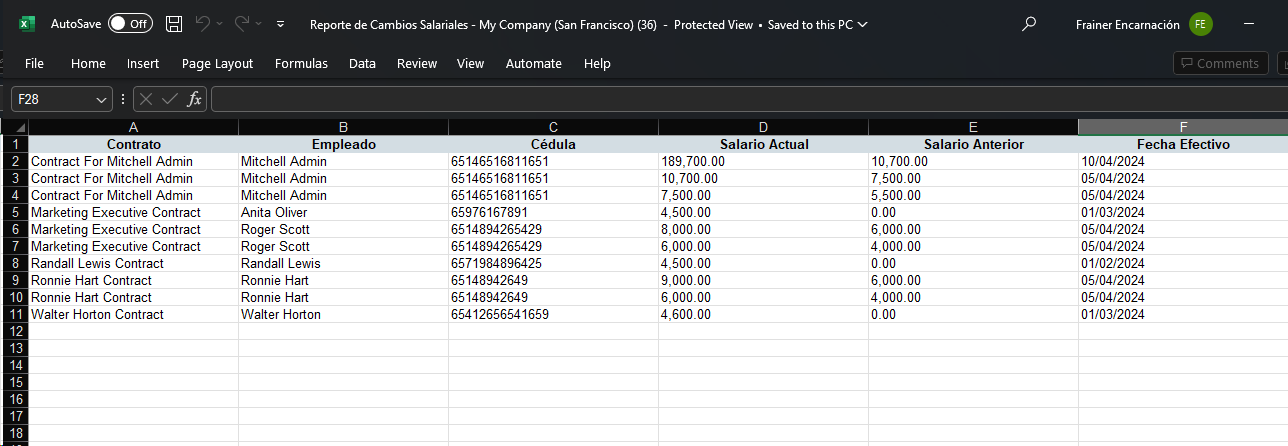 AutoSave Off Reporte de Cambios Salariales - My Company (San Francisco) (36) - Protected View • Saved to this PC Frainer Encarnación FE
File Home Insert Page Layout Formulas Data Review View Automate Help Comments
F28 fx
A B C D E F
1 Contrato Empleado Cédula Salario Actual Salario Anterior Fecha Efectivo
2 Contract For Mitchell Admin Mitchell Admin 65146516811651 189,700.00 10,700.00 10/04/2024
3 Contract For Mitchell Admin Mitchell Admin 65146516811651 10,700.00 7,500.00 05/04/2024
4 Contract For Mitchell Admin Mitchell Admin 65146516811651 7,500.00 5,500.00 05/04/2024
5 Marketing Executive Contract Anita Oliver 65976167891 4,500.00 0.00 01/03/2024
6 Marketing Executive Contract Roger Scott 6514894265429 8,000.00 6,000.00 05/04/2024
7 Marketing Executive Contract Roger Scott 6514894265429 6,000.00 4,000.00 05/04/2024
8 Randall Lewis Contract Randall Lewis 6571984896425 4,500.00 0.00 01/02/2024
9 Ronnie Hart Contract Ronnie Hart 65148942649 9,000.00 6,000.00 05/04/2024
10 Ronnie Hart Contract Ronnie Hart 65148942649 6,000.00 4,000.00 05/04/2024
11 Walter Horton Contract Walter Horton 65412656541659 4,600.00 0.00 01/03/2024
12
13
14
15
16
17
18